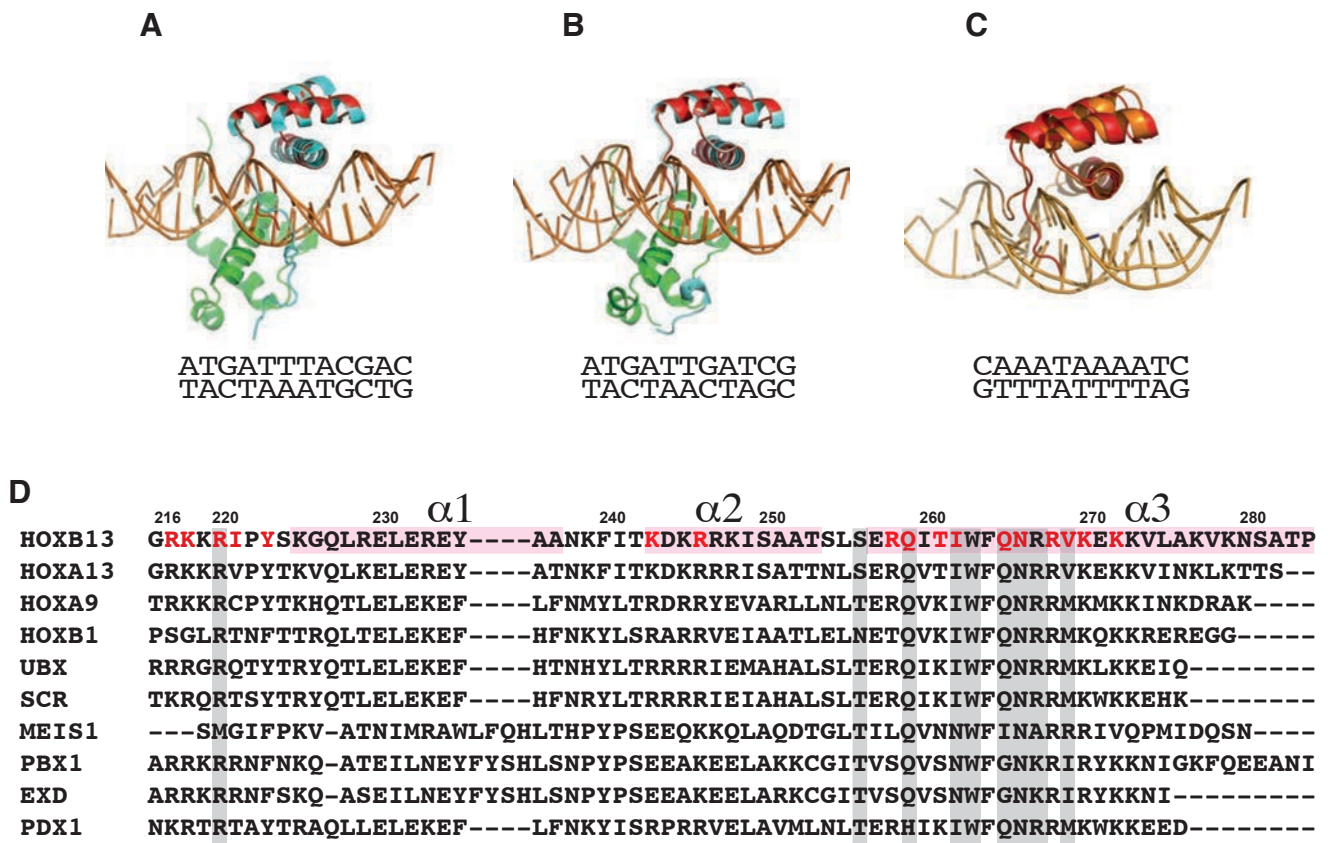 A B C
ATGATTTACGAC ATGATTGATCG CAAATAAAATC
TACTAAATGCTG TACTAACTAGC GTTTATTTTAG
D
α1 α2 α3
216 220 230 240 250 260 270 280
HOXB13 GRKKRIPYSKGQLRELEREY----AANKFITKDKRRKISAATSLSERQITIWFQNRRVKEKKVLAKVKNSATP
HOXA13 GRKKRVPYTKVQLKELEREY----ATNKFITKDKRRRISATTNLSERQVTIWFQNRRVKEKKVINKLKTTS--
HOXA9 TRKKRCPYTKHQTLELEKEF----LFNMYLTRDRRYEVARLLNLTERQVKIWFQNRRMKMKKINKDRAK----
HOXB1 PSGLRTNFTTRQLTELEKEF----HFNKYLSRARRVEIAATLELNETQVKIWFQNRRMKQKKREREGG-----
UBX RRRGRQTYTRYQTLELEKEF----HTNHYLTRRRRIEMAHALSLTERQIKIWFQNRRMKLKKEIQ--------
SCR TKRQRTSYTRYQTLELEKEF----HFNRYLTRRRRIEIAHALSLTERQIKIWFQNRRMKWKKEHK--------
MEIS1 ---SMGIFPKV-ATNIMRAWLFQHLTHPYPSEEQKKQLAQDTGLTILQVNNWFINARRRIVQPMIDQSN----
PBX1 ARRKRRNFNKQ-ATEILNEYFYSHLSNPYPSEEAKEELAKKCGITVSQVSNWFGNKRIRYKKNIGKFQEEANI
EXD ARRKRRNFSKQ-ASEILNEYFYSHLSNPYPSEEAKEELARKCGITVSQVSNWFGNKRIRYKKNI---------
PDX1 NKRTRTAYTRAQLLELEKEF----LFNKYISRPRRVELAVMLNLTERHIKIWFQNRRMKWKKEED--------